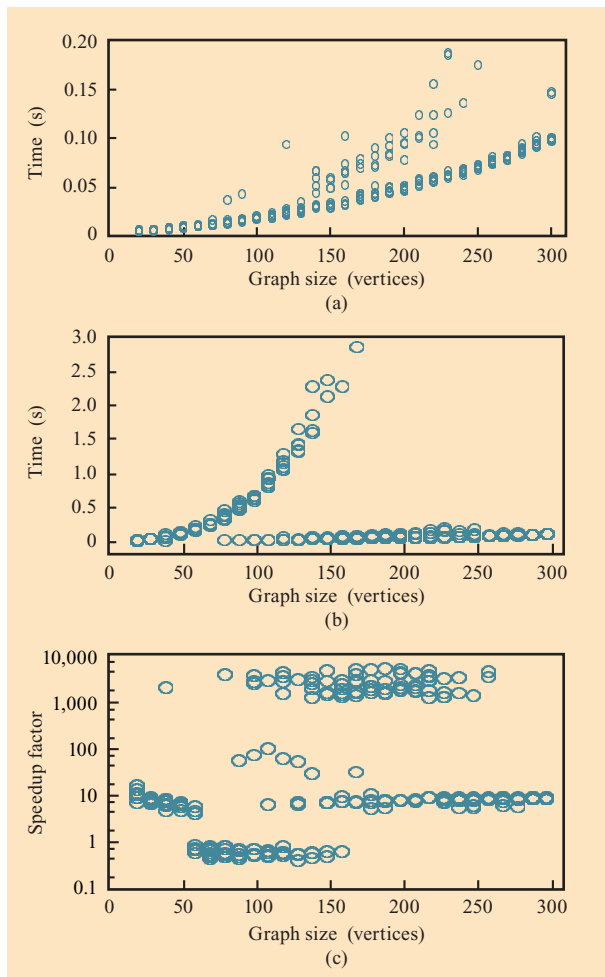 0.20
0.15
0.10
0.05
0
Time (s)
0 50 100 150 200 250 300
Graph size (vertices)
(a)
3.0
2.5
2.0
1.5
1.0
0.5
0
Time (s)
0 50 100 150 200 250 300
Graph size (vertices)
(b)
10,000
1,000
100
10
1
0.1
Speedup factor
0 50 100 150 200 250 300
Graph size (vertices)
(c)